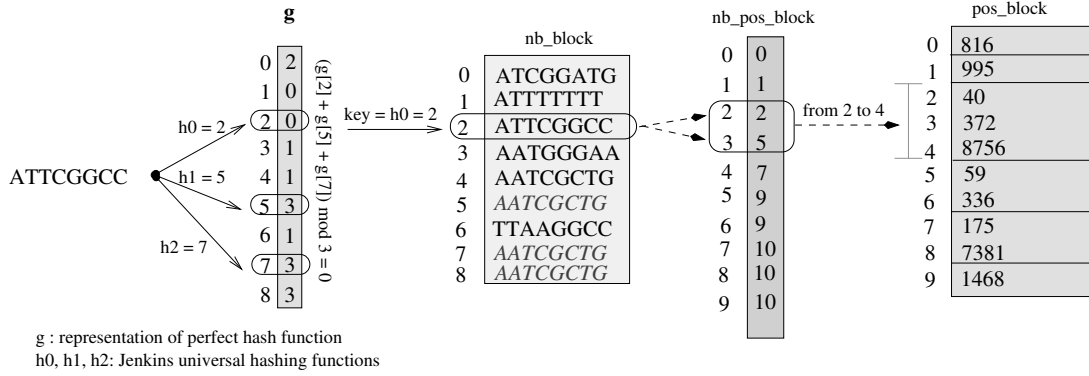 g
0 2
1 0
2 0
3 1
4 1
5 3
6 1
7 3
8 3
(g[2] + g[5] + g[7]) mod 3 = 0
ATTCGGCC
h0 = 2
h1 = 5
h2 = 7
key = h0 = 2
nb_block
0 ATCGGATG
1 ATTTTTTT
2 ATTCGGCC
3 AATGGGAA
4 AATCGCTG
5 AATCGCTG
6 TTAAGGCC
7 AATCGCTG
8 AATCGCTG
nb_pos_block
0 0
1 1
2 2
3 5
4 7
5 9
6 9
7 10
8 10
9 10
from 2 to 4
pos_block
0 816
1 995
2 40
3 372
4 8756
5 59
6 336
7 175
8 7381
9 1468
g : representation of perfect hash function
h0, h1, h2: Jenkins universal hashing functions